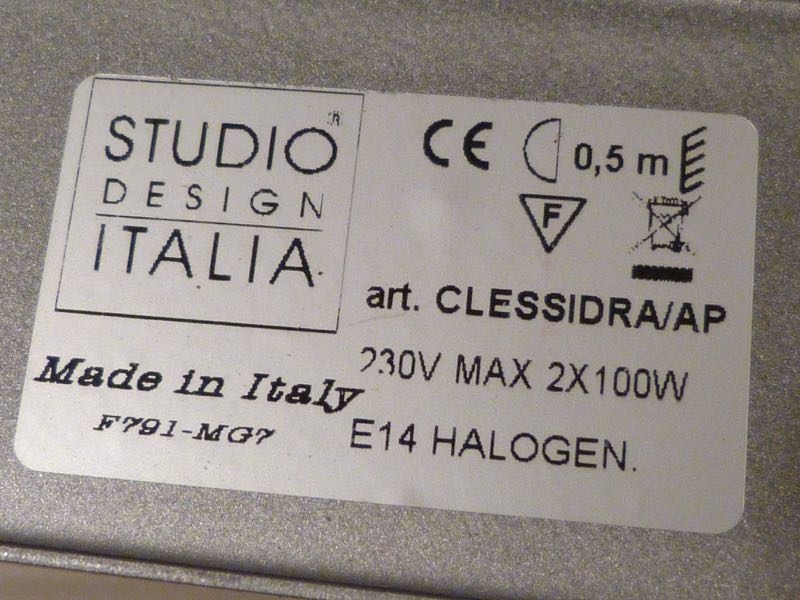 STUDIO®
DESIGN
ITALIA
CE 0,5 m
F
art. CLESSIDRA/AP
230V MAX 2X100W
E14 HALOGEN.
Made in Italy
F791-MG7